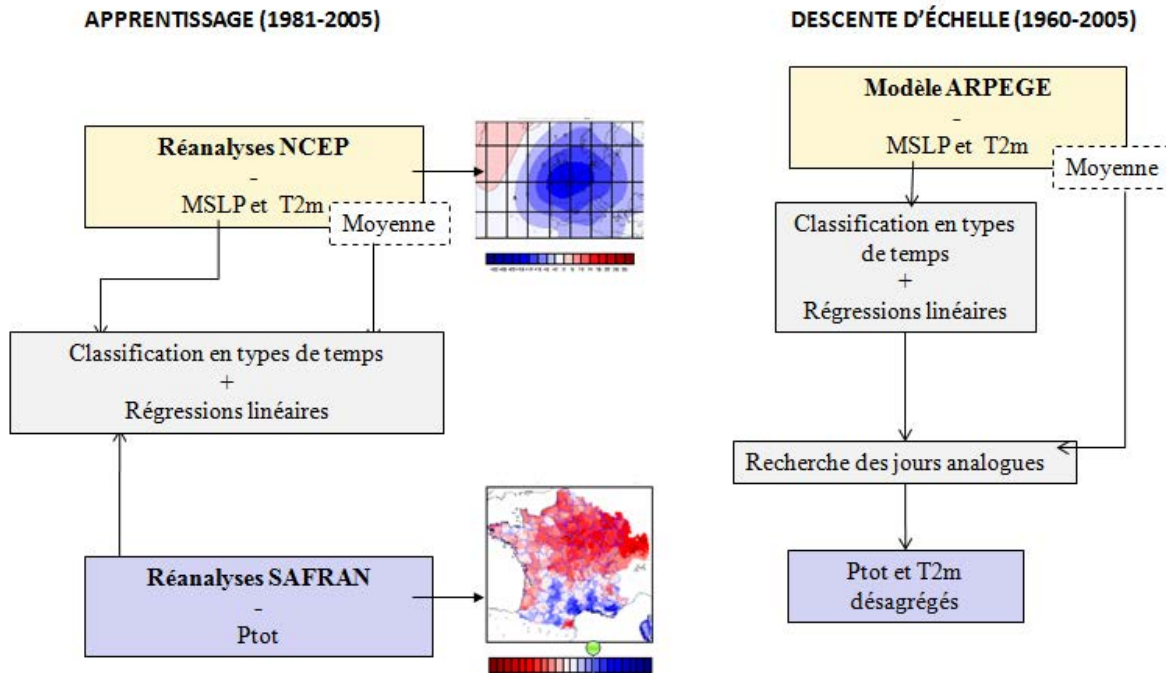 APPRENTISSAGE (1981-2005)
Réanalyses NCEP
-
MSLP et T2m
Moyenne
Classification en types de temps
+
Régressions linéaires
Réanalyses SAFRAN
-
Ptot
DESCENTE D'ÉCHELLE (1960-2005)
Modèle ARPEGE
-
MSLP et T2m
Moyenne
Classification en types
de temps
+
Régressions linéaires
Recherche des jours analogues
Ptot et T2m
désagrégés